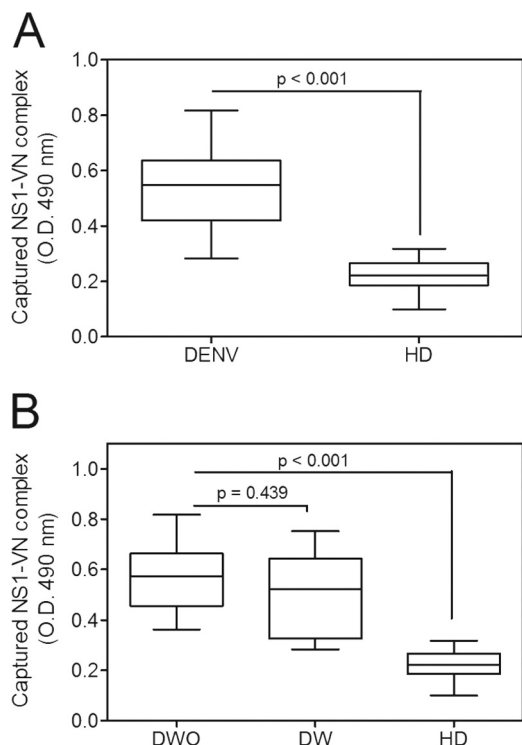 A
Captured NS1-VN complex
(O.D. 490 nm)
1.0
0.8
0.6
0.4
0.2
0.0
p < 0.001
DENV HD
B
Captured NS1-VN complex
(O.D. 490 nm)
1.0
0.8
0.6
0.4
0.2
0.0
p < 0.001
p = 0.439
DWO DW HD